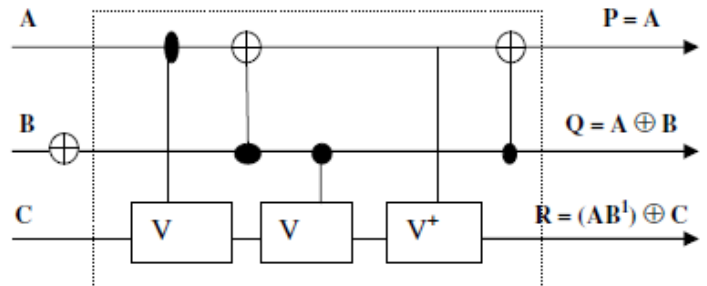 A
P = A
B
Q = A ⊕ B
C
V
V
V⁺
R = (AB¹) ⊕ C